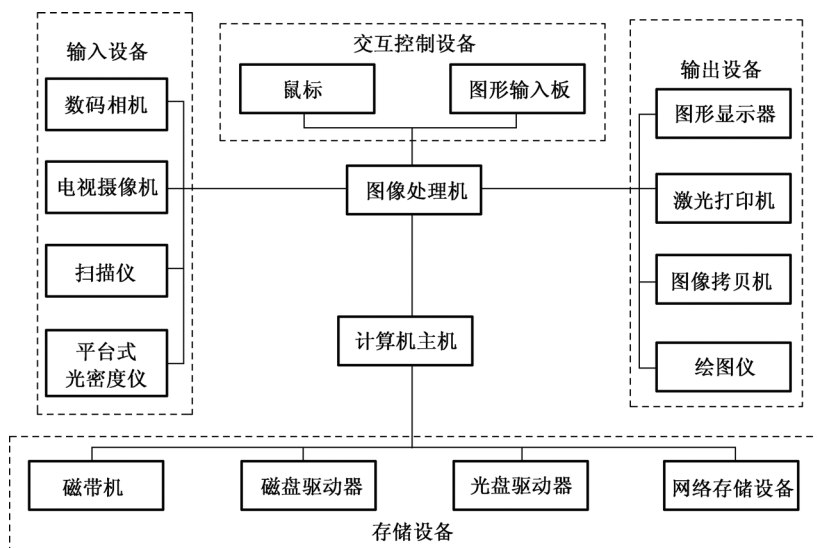 输入设备
数码相机
电视摄像机
扫描仪
平台式
光密度仪
交互控制设备
鼠标
图形输入板
图像处理机
计算机主机
输出设备
图形显示器
激光打印机
图像拷贝机
绘图仪
磁带机
磁盘驱动器
光盘驱动器
网络存储设备
存储设备